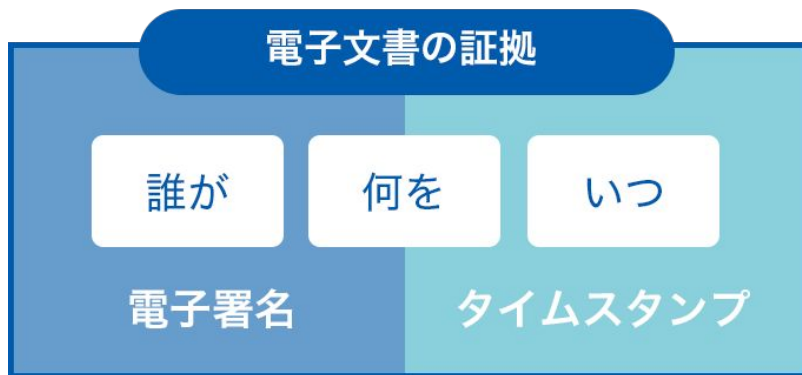 電子文書の証拠
誰が 何を いつ
電子署名 タイムスタンプ